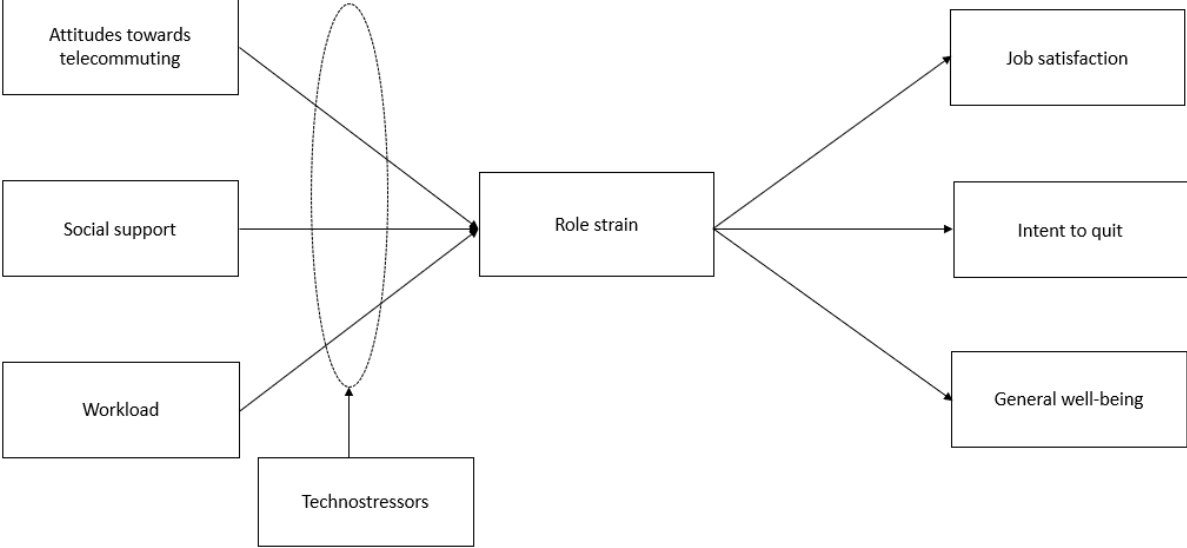 Attitudes towards
telecommuting
Job satisfaction
Social support
Role strain
Intent to quit
Workload
General well-being
Technostressors